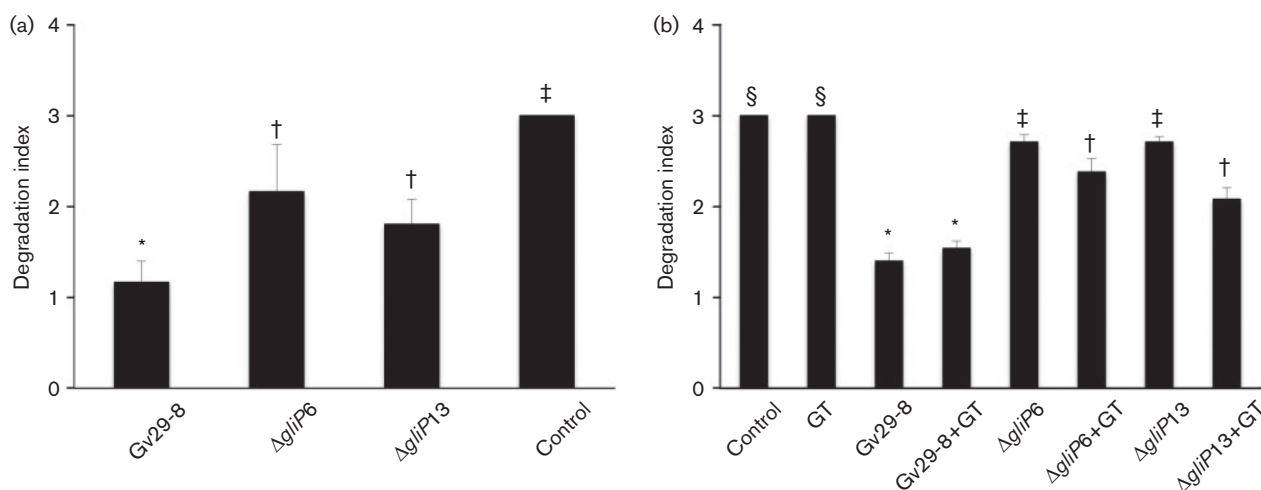 (a)
4
3
2
1
0
Degradation index
*
†
†
‡
Gv29-8
ΔgliP6
ΔgliP13
Control
(b)
4
3
2
1
0
Degradation index
§
§
*
*
‡
†
‡
†
Control
GT
Gv29-8
Gv29-8+GT
ΔgliP6
ΔgliP6+GT
ΔgliP13
ΔgliP13+GT